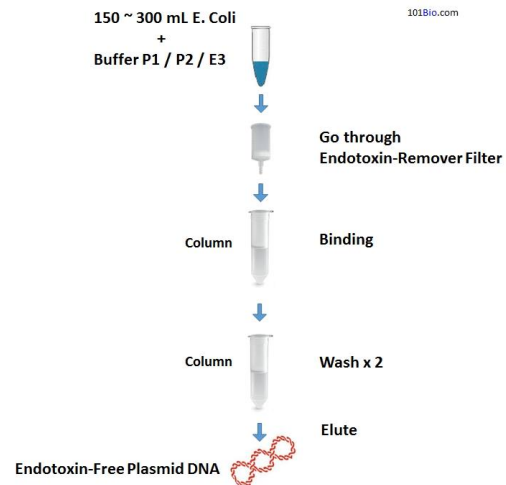 101Bio.com
150 ~ 300 mL E. Coli
+
Buffer P1 / P2 / E3
Go through
Endotoxin-Remover Filter
Column
Binding
Column
Wash x 2
Elute
Endotoxin-Free Plasmid DNA